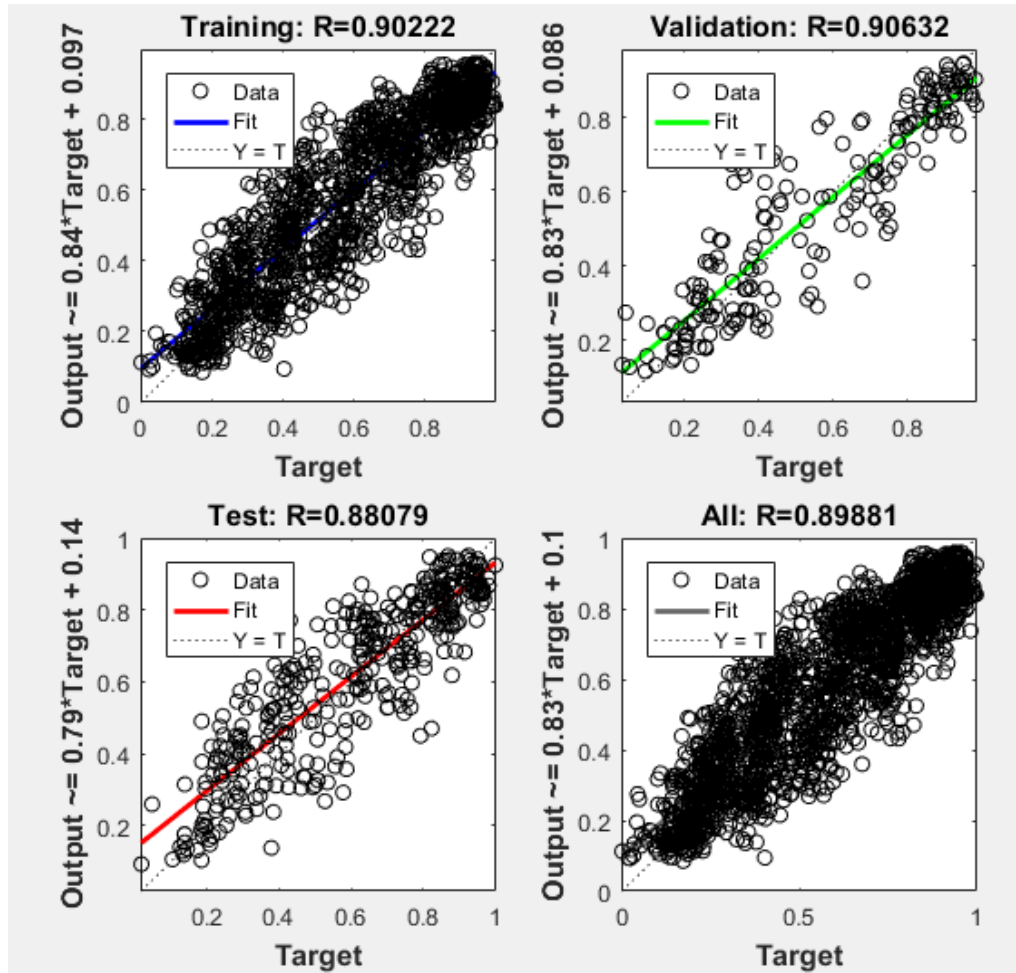 Training: R=0.90222
Output ~= 0.84*Target + 0.097
Data
Fit
Y = T
0.8
0.6
0.4
0.2
0
0
0.2
0.4
0.6
0.8
Target
Validation: R=0.90632
Output ~= 0.83*Target + 0.086
Data
Fit
Y = T
0.8
0.6
0.4
0.2
0.2
0.4
0.6
0.8
Target
Test: R=0.88079
Output ~= 0.79*Target + 0.14
Data
Fit
Y = T
1
0.8
0.6
0.4
0.2
0.2
0.4
0.6
0.8
1
Target
All: R=0.89881
Output ~= 0.83*Target + 0.1
Data
Fit
Y = T
1
0.8
0.6
0.4
0.2
0
0
0.5
1
Target